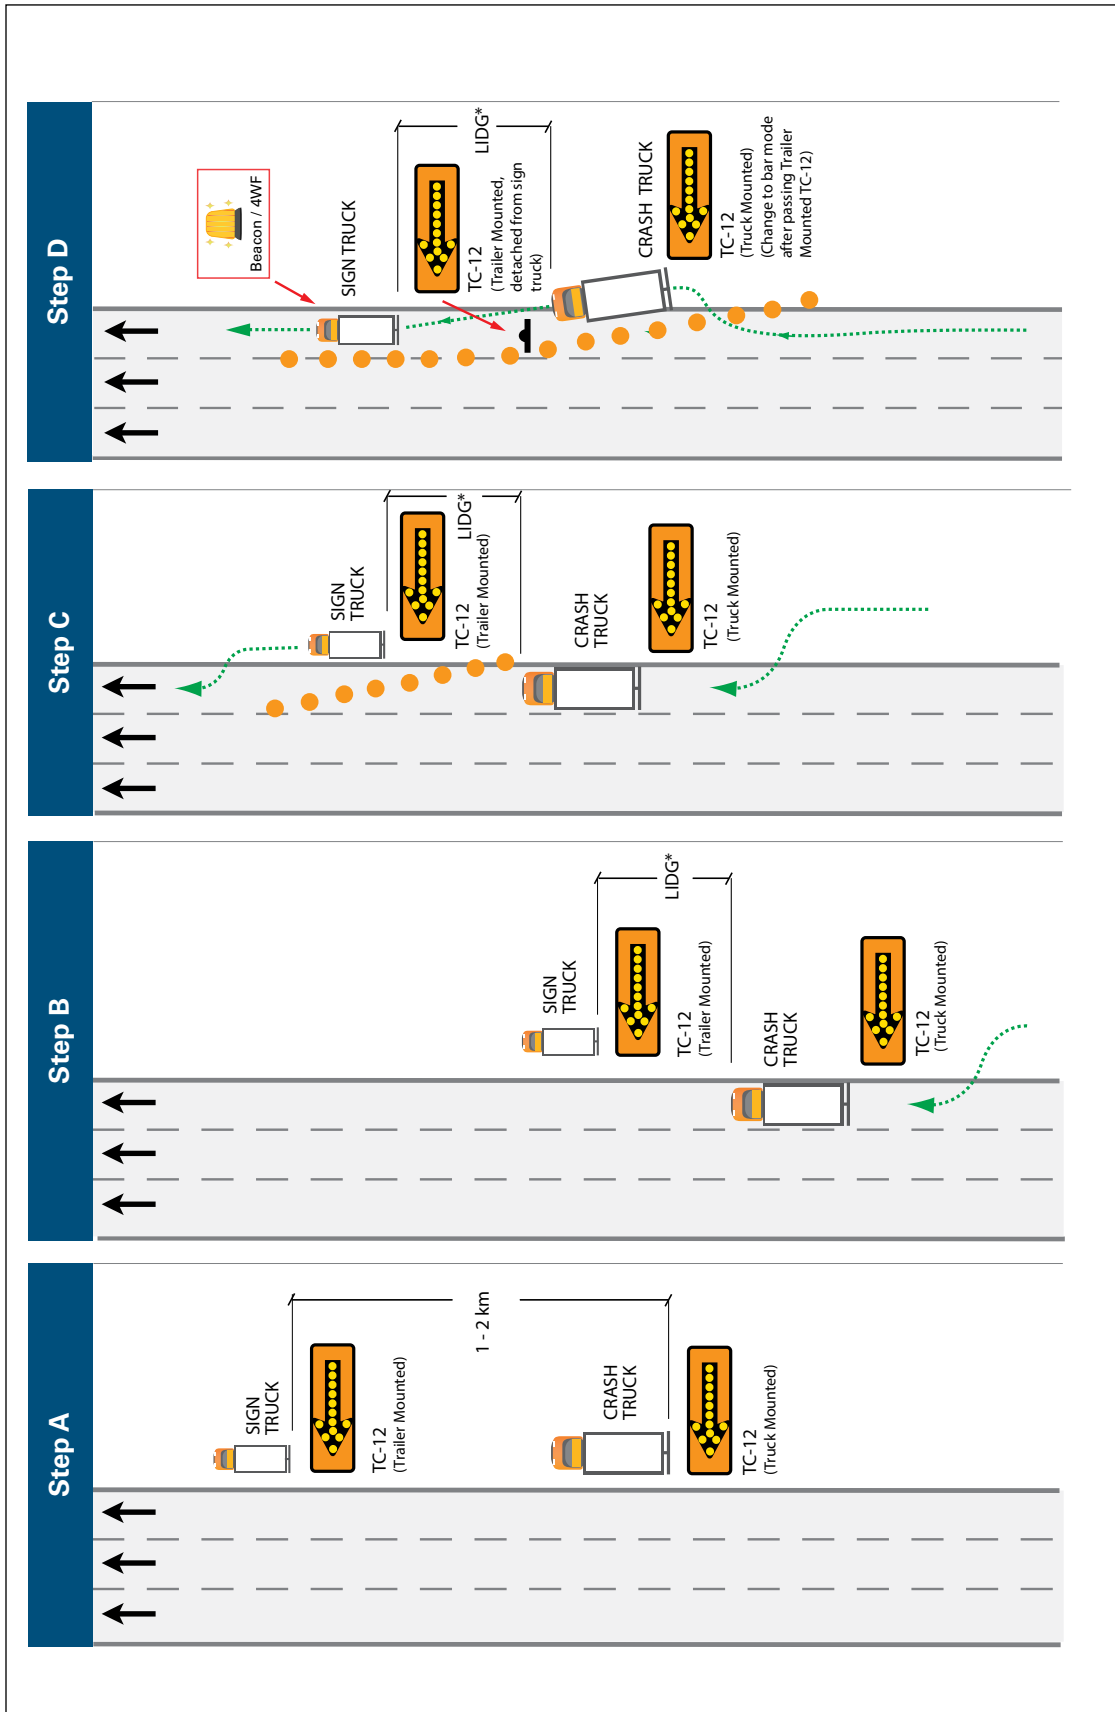 Step A
SIGN
TRUCK
TC-12
(Trailer Mounted)
1 - 2 km
CRASH
TRUCK
TC-12
(Truck Mounted)
Step B
SIGN
TRUCK
TC-12
(Trailer Mounted)
LIDG*
CRASH
TRUCK
TC-12
(Truck Mounted)
Step C
SIGN
TRUCK
TC-12
(Trailer Mounted)
LIDG*
CRASH
TRUCK
TC-12
(Truck Mounted)
Step D
Beacon / 4WF
SIGN TRUCK
TC-12
(Trailer Mounted,
detached from sign
truck)
LIDG*
CRASH TRUCK
TC-12
(Truck Mounted)
(Change to bar mode
after passing Trailer
Mounted TC-12)